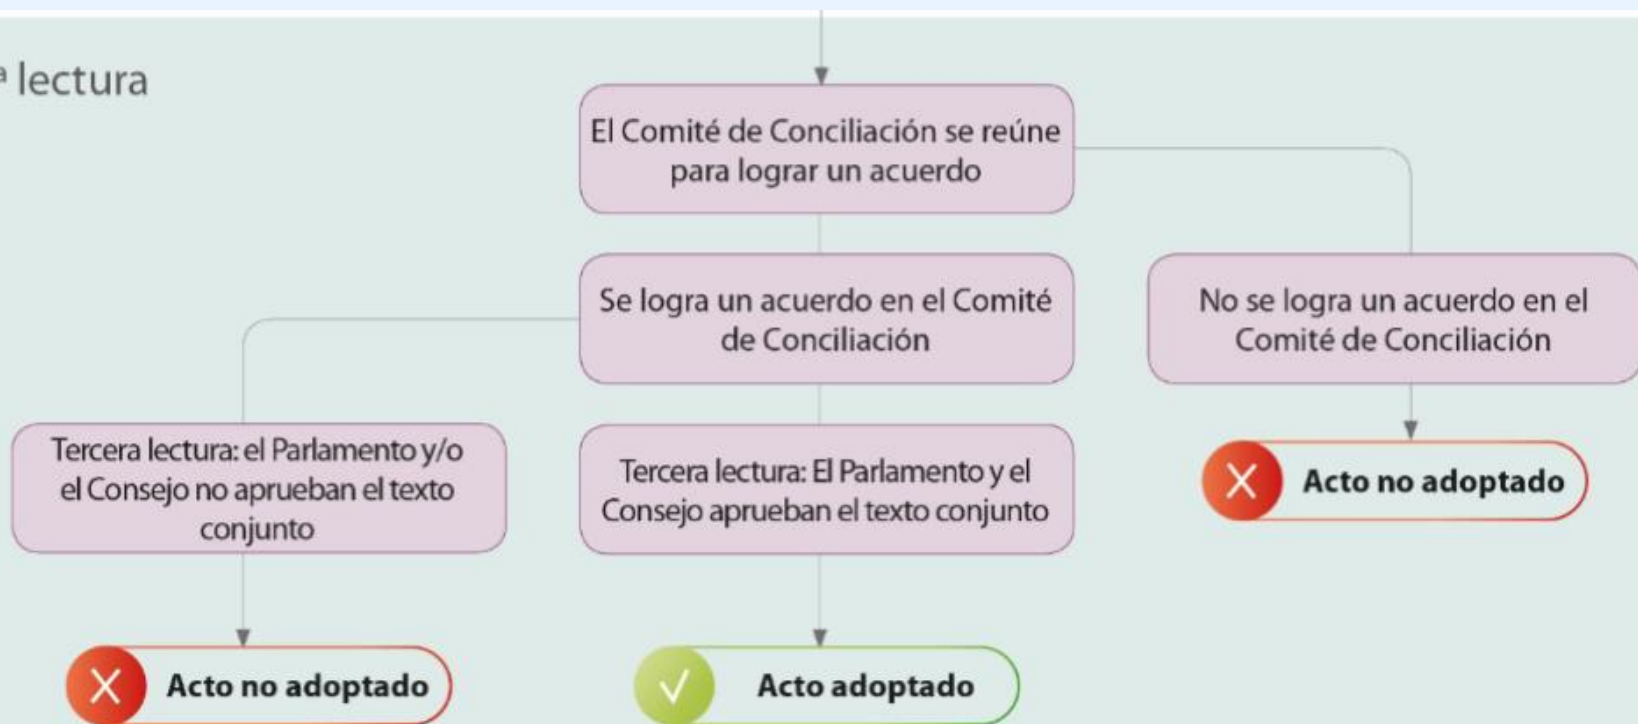 ª lectura
El Comité de Conciliación se reúne
para lograr un acuerdo
Se logra un acuerdo en el Comité
de Conciliación
No se logra un acuerdo en el
Comité de Conciliación
Tercera lectura: el Parlamento y/o
el Consejo no aprueban el texto
conjunto
Tercera lectura: El Parlamento y el
Consejo aprueban el texto conjunto
Acto no adoptado
Acto no adoptado
Acto adoptado